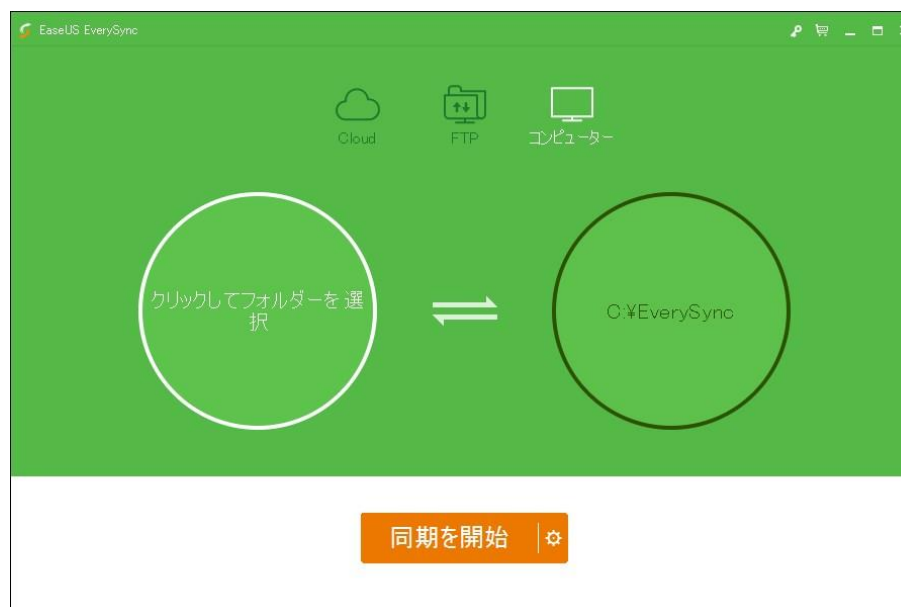 EaseUS EverySync
Cloud
FTP
コンピューター
クリックしてフォルダーを選
択
C:¥EverySync
同期を開始